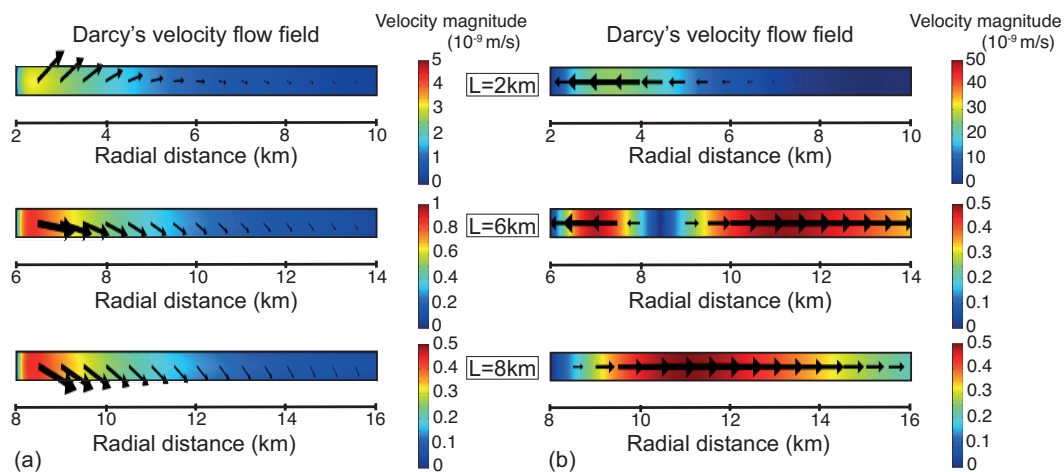 Darcy's velocity flow field
Velocity magnitude
(10⁻⁹ m/s)
5
4
3
2
1
0
2 4 6 8 10
Radial distance (km)
1
0.8
0.6
0.4
0.2
0
6 8 10 12 14
Radial distance (km)
0.5
0.4
0.3
0.2
0.1
0
8 10 12 14 16
Radial distance (km)
(a)
L=2km
L=6km
L=8km
Darcy's velocity flow field
Velocity magnitude
(10⁻⁹ m/s)
50
40
30
20
10
0
2 4 6 8 10
Radial distance (km)
0.5
0.4
0.3
0.2
0.1
0
6 8 10 12 14
Radial distance (km)
0.5
0.4
0.3
0.2
0.1
0
8 10 12 14 16
Radial distance (km)
(b)